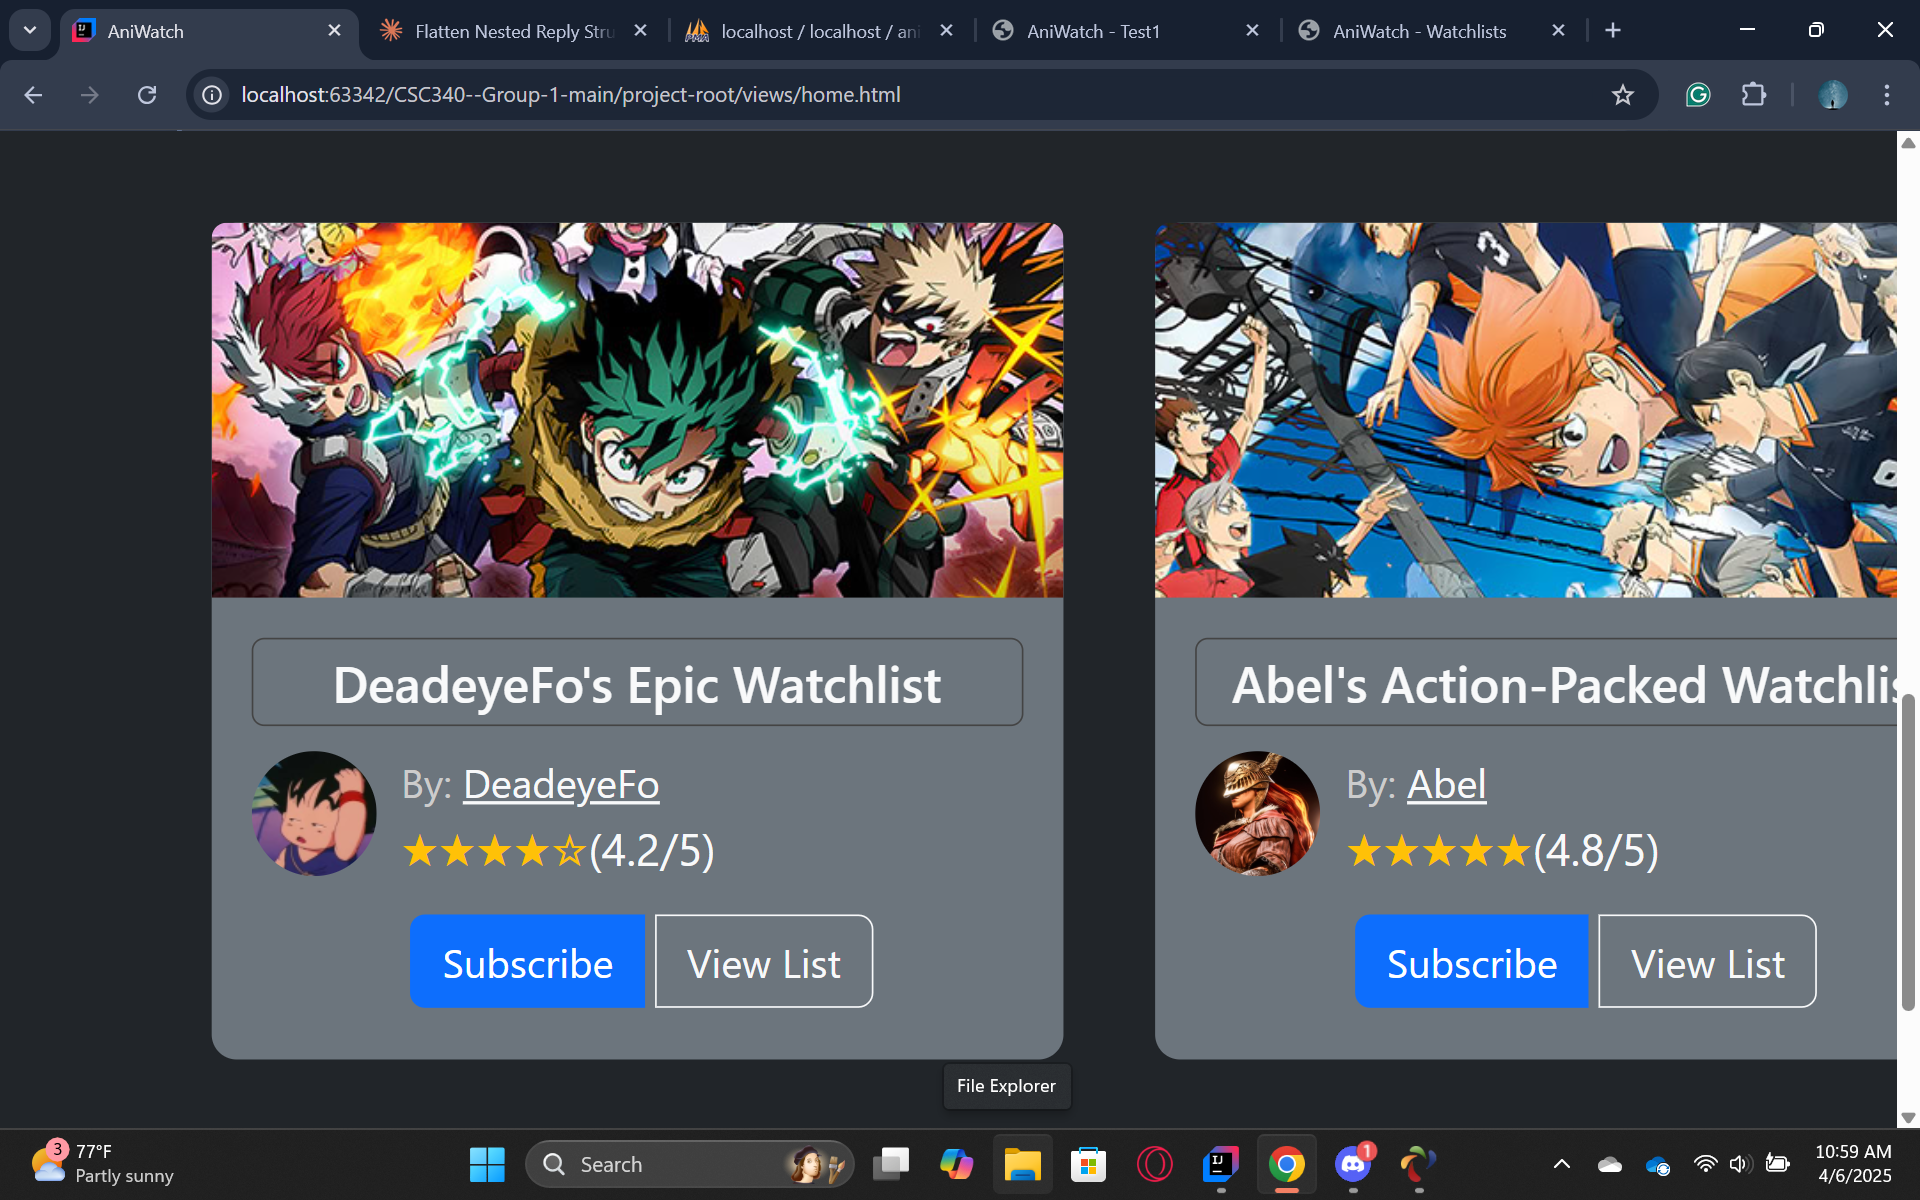 AniWatch
Flatten Nested Reply Stru
localhost / localhost / ani
AniWatch - Test1
AniWatch - Watchlists
localhost:63342/CSC340--Group-1-main/project-root/views/home.html
DeadeyeFo's Epic Watchlist
By: DeadeyeFo
★★★★☆(4.2/5)
Subscribe
View List
Abel's Action-Packed Watchlis
By: Abel
★★★★★(4.8/5)
Subscribe
View List
File Explorer
3
77°F
Partly sunny
Search
1
10:59 AM
4/6/2025